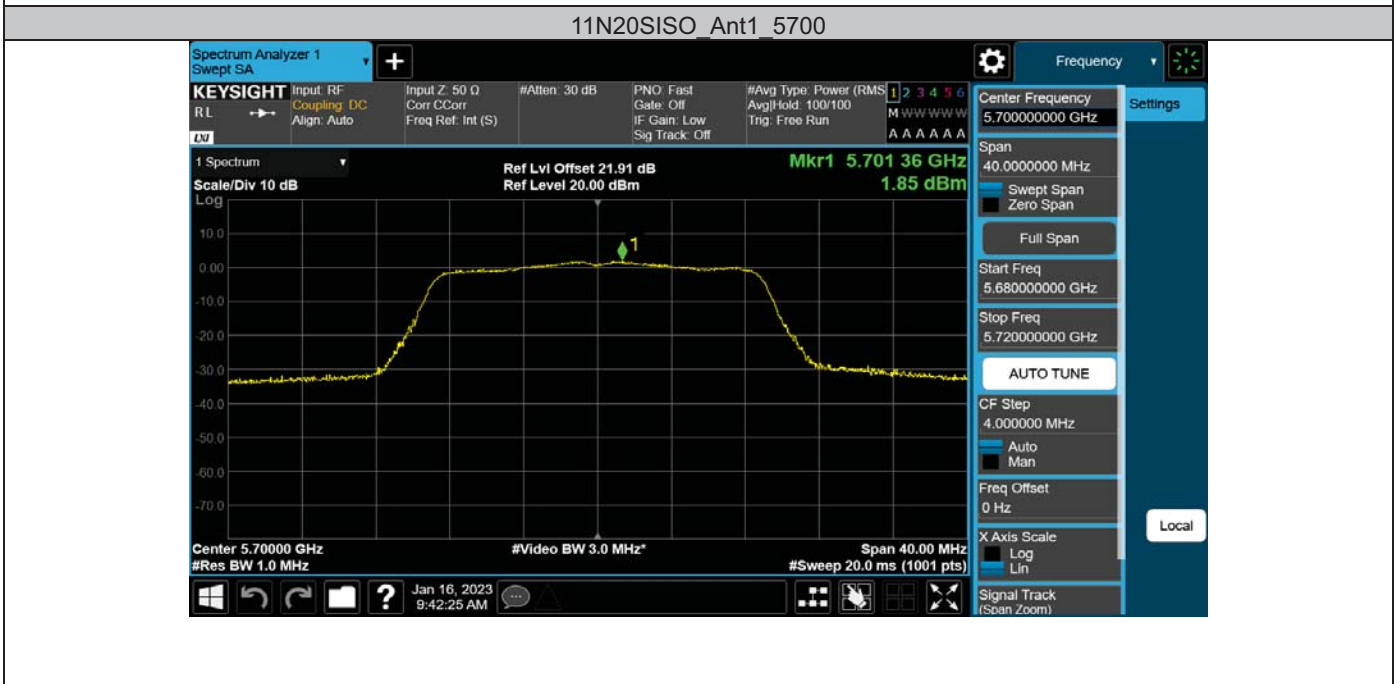 11N20SISO_Ant1_5700
Spectrum Analyzer 1
Swept SA
+
Frequency
KEYSIGHT
RL
LXI
Input: RF
Coupling: DC
Align: Auto
Input Z: 50 Ω
Corr CCorr
Freq Ref: Int (S)
#Atten: 30 dB
PNO: Fast
Gate: Off
IF Gain: Low
Sig Track: Off
#Avg Type: Power (RMS
Avg|Hold: 100/100
Trig: Free Run
1 2 3 4 5 6
M W W W W W
A A A A A A
1 Spectrum
Scale/Div 10 dB
Ref Lvl Offset 21.91 dB
Ref Level 20.00 dBm
Mkr1 5.701 36 GHz
1.85 dBm
Log
10.0
0.00
-10.0
-20.0
-30.0
-40.0
-50.0
-60.0
-70.0
1
Center 5.70000 GHz
#Res BW 1.0 MHz
#Video BW 3.0 MHz*
Span 40.00 MHz
#Sweep 20.0 ms (1001 pts)
Center Frequency
5.700000000 GHz
Settings
Span
40.0000000 MHz
Swept Span
Zero Span
Full Span
Start Freq
5.680000000 GHz
Stop Freq
5.720000000 GHz
AUTO TUNE
CF Step
4.000000 MHz
Auto
Man
Freq Offset
0 Hz
X Axis Scale
Log
Lin
Local
Signal Track
(Span Zoom)
?
Jan 16, 2023
9:42:25 AM